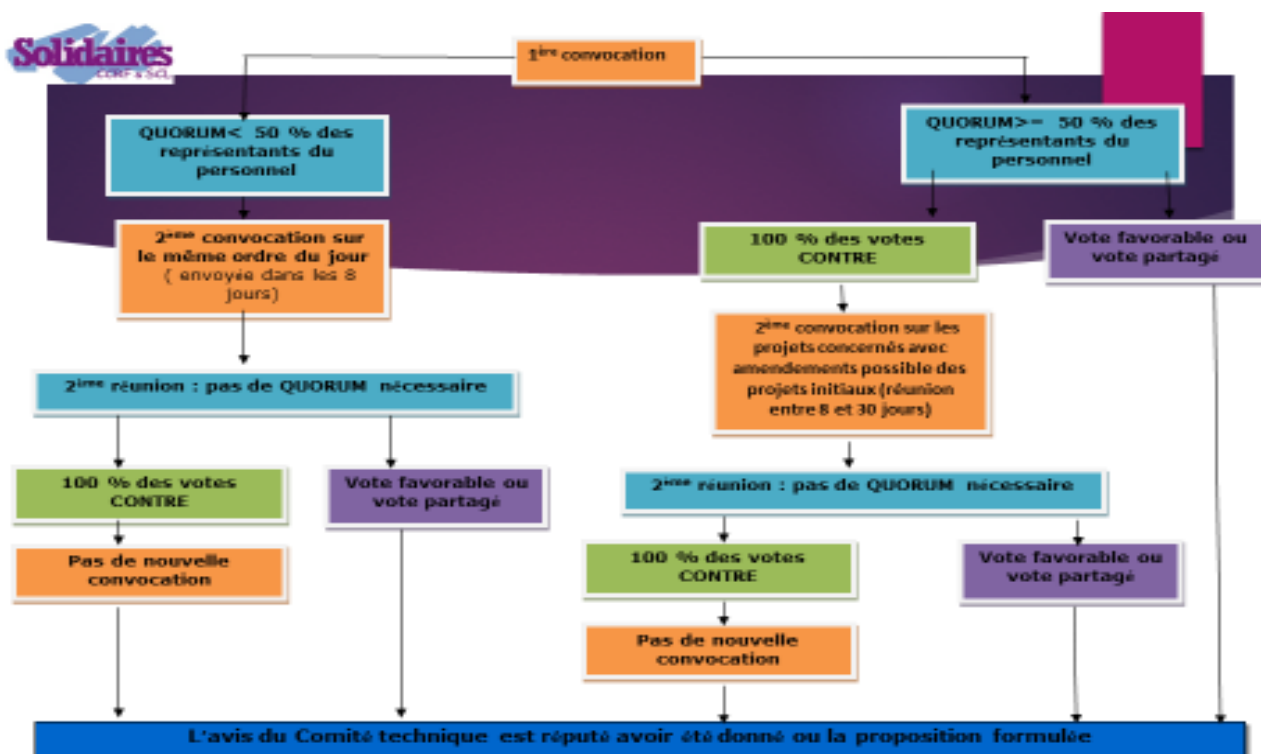 Solidaires
CCRF & SCL
1ère convocation
QUORUM< 50 % des
représentants du
personnel
QUORUM>= 50 % des
représentants du
personnel
2ème convocation sur
le même ordre du jour
( envoyée dans les 8
jours)
100 % des votes
CONTRE
Vote favorable ou
vote partagé
2ème convocation sur les
projets concernés avec
amendements possible des
projets initiaux (réunion
entre 8 et 30 jours)
2ième réunion : pas de QUORUM nécessaire
100 % des votes
CONTRE
Vote favorable ou
vote partagé
2ième réunion : pas de QUORUM nécessaire
Pas de nouvelle
convocation
100 % des votes
CONTRE
Vote favorable ou
vote partagé
Pas de nouvelle
convocation
L'avis du Comité technique est réputé avoir été donné ou la proposition formulée